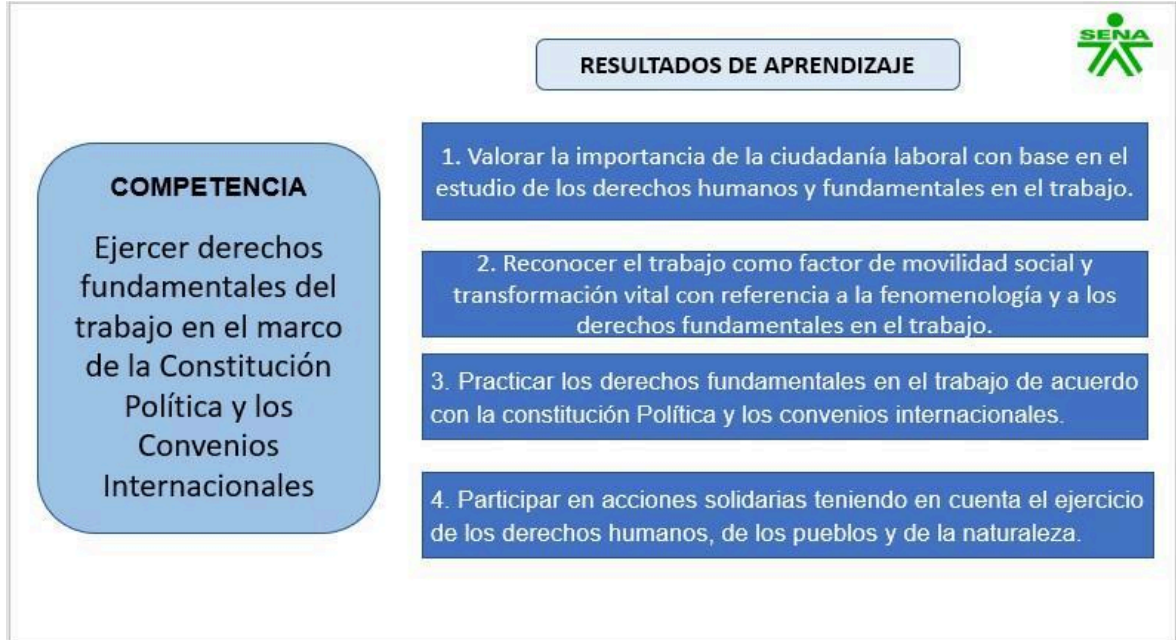 SENA
RESULTADOS DE APRENDIZAJE
COMPETENCIA
Ejercer derechos
fundamentales del
trabajo en el marco
de la Constitución
Política y los
Convenios
Internacionales
1. Valorar la importancia de la ciudadanía laboral con base en el
estudio de los derechos humanos y fundamentales en el trabajo.
2. Reconocer el trabajo como factor de movilidad social y
transformación vital con referencia a la fenomenología y a los
derechos fundamentales en el trabajo.
3. Practicar los derechos fundamentales en el trabajo de acuerdo
con la constitución Política y los convenios internacionales.
4. Participar en acciones solidarias teniendo en cuenta el ejercicio
de los derechos humanos, de los pueblos y de la naturaleza.